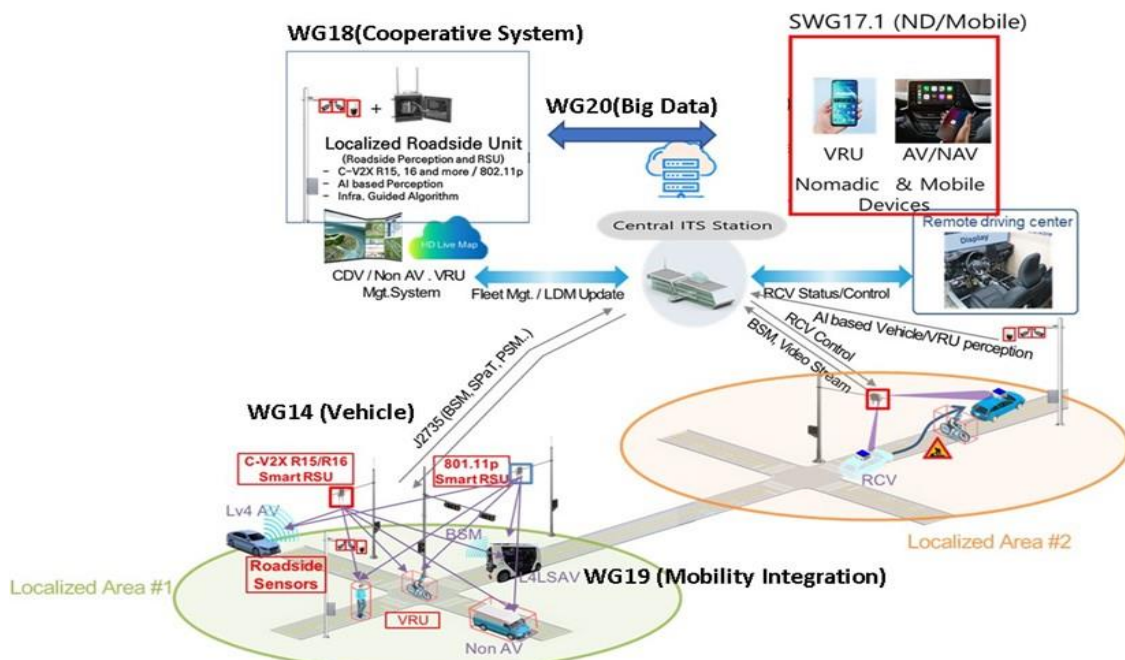 WG18(Cooperative System)
SWG17.1 (ND/Mobile)
WG20(Big Data)
+
Localized Roadside Unit
(Roadside Perception and RSU)
- C-V2X R15, 16 and more / 802.11p
- AI based Perception
- Infra. Guided Algorithm
VRU
AV/NAV
Nomadic & Mobile
Devices
HD Live Map
CDV / Non AV . VRU
Mgt.System
Fleet Mgt. / LDM Update
Central ITS Station
Remote driving center
Display
RCV Status/Control
AI based Vehicle/VRU perception
RCV Control
BSM, Video Stream
J2735 (BSM, SPaT, PSM..)
WG14 (Vehicle)
C-V2X R15/R16
Smart RSU
801.11p
Smart RSU
Lv4 AV
BSM
RCV
Localized Area #2
Roadside
Sensors
L4LSAV
WG19 (Mobility Integration)
Localized Area #1
VRU
Non AV